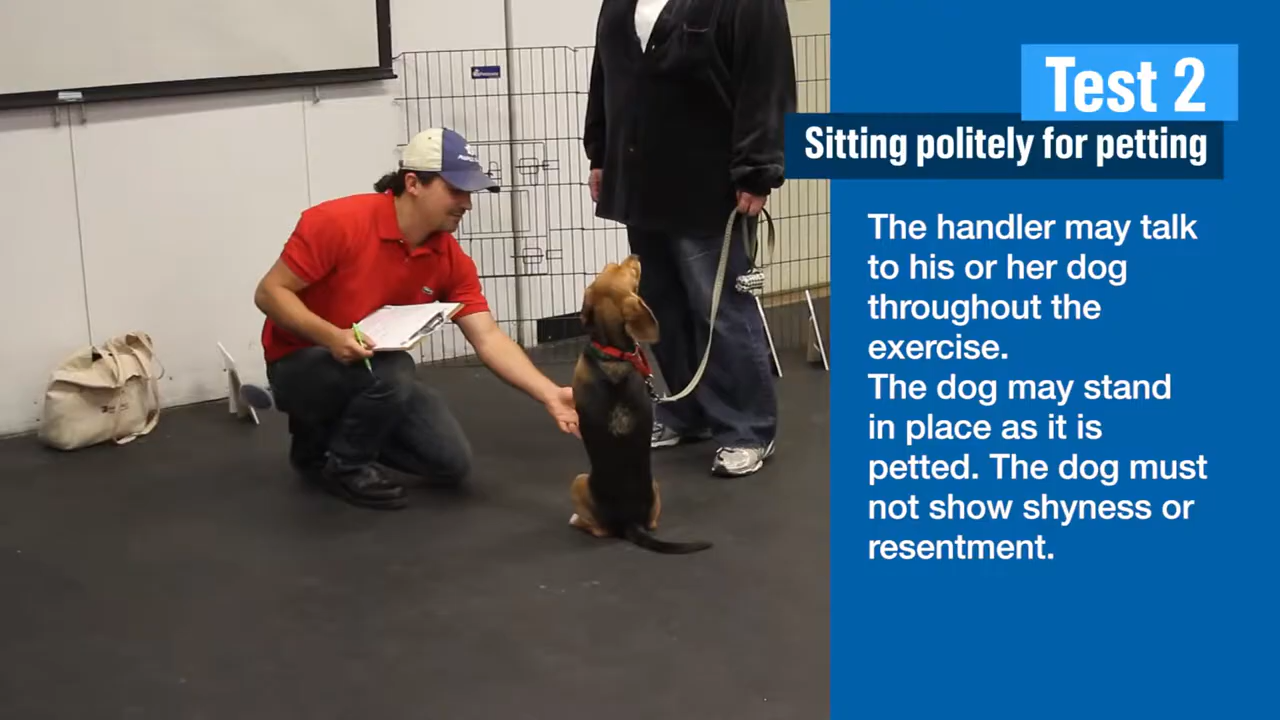 Test 2
Sitting politely for petting
The handler may talk
to his or her dog
throughout the
exercise.
The dog may stand
in place as it is
petted. The dog must
not show shyness or
resentment.